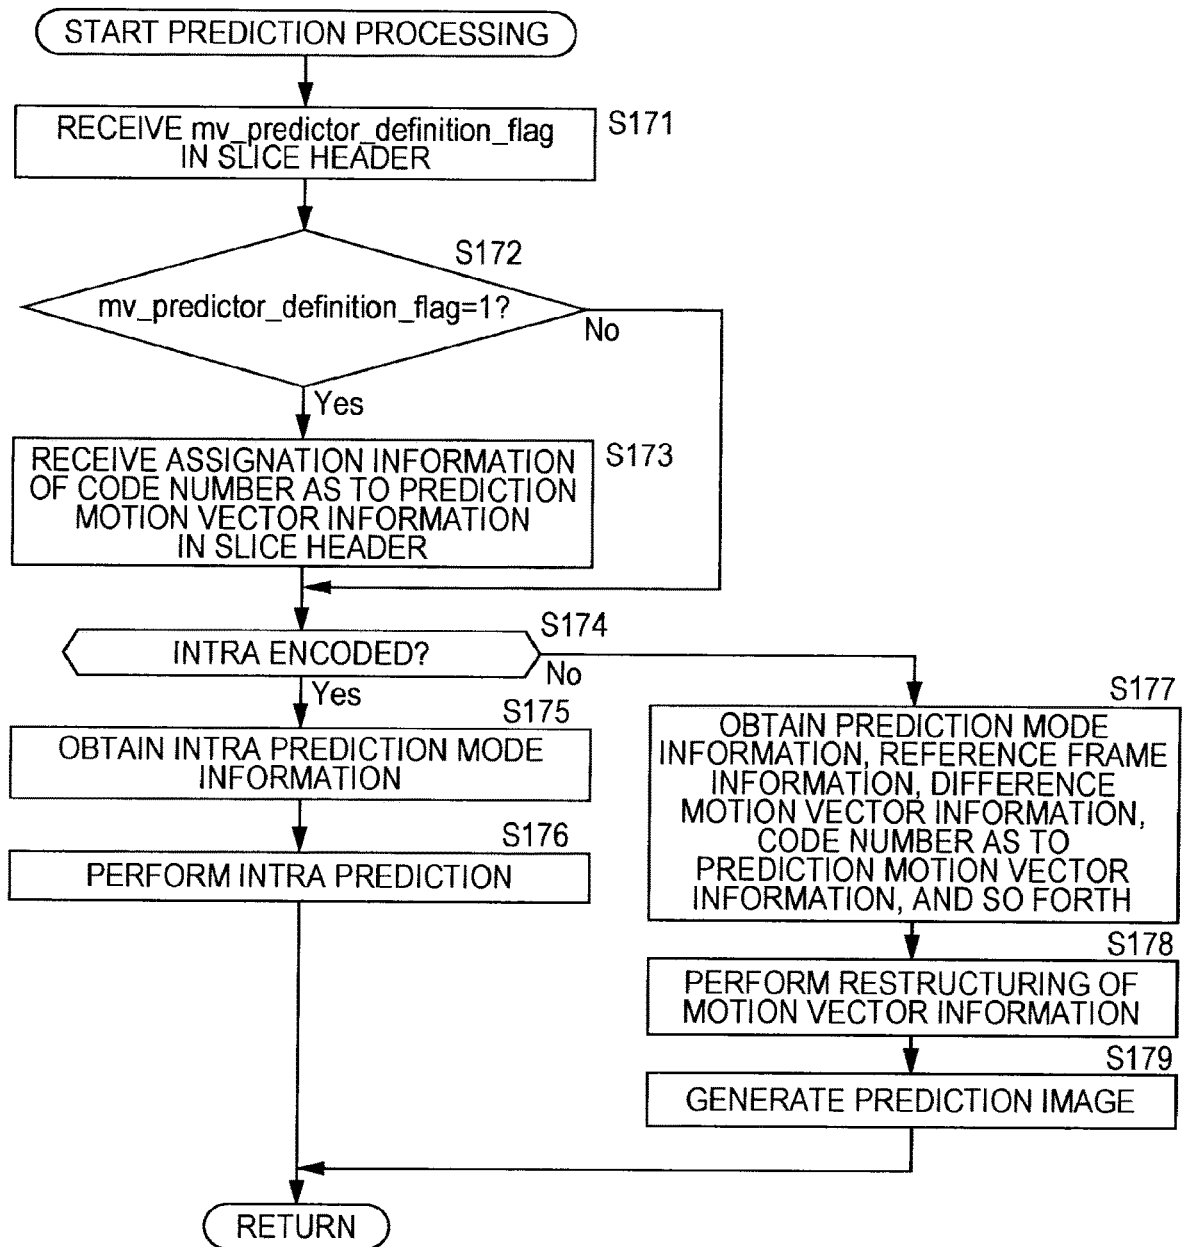 START PREDICTION PROCESSING
RECEIVE mv_predictor_definition_flag
IN SLICE HEADER
S171
S172
mv_predictor_definition_flag=1?
No
Yes
RECEIVE ASSIGNATION INFORMATION
OF CODE NUMBER AS TO PREDICTION
MOTION VECTOR INFORMATION
IN SLICE HEADER
S173
S174
INTRA ENCODED?
No
Yes
S175
OBTAIN INTRA PREDICTION MODE
INFORMATION
S176
PERFORM INTRA PREDICTION
S177
OBTAIN PREDICTION MODE
INFORMATION, REFERENCE FRAME
INFORMATION, DIFFERENCE
MOTION VECTOR INFORMATION,
CODE NUMBER AS TO
PREDICTION MOTION VECTOR
INFORMATION, AND SO FORTH
S178
PERFORM RESTRUCTURING OF
MOTION VECTOR INFORMATION
S179
GENERATE PREDICTION IMAGE
RETURN